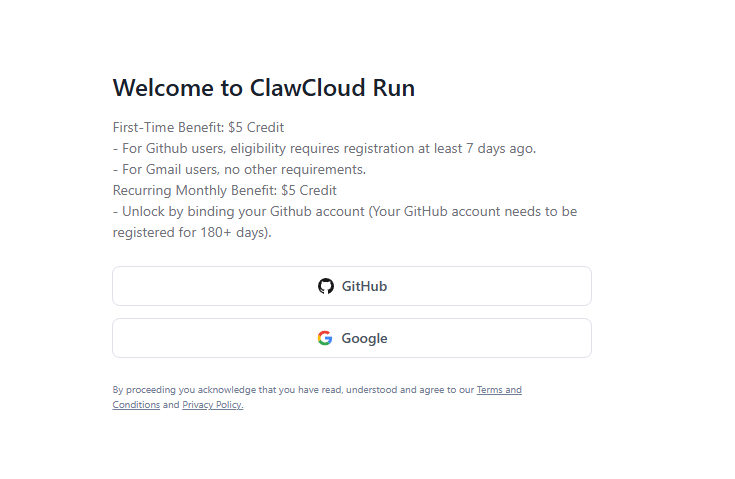 Welcome to ClawCloud Run
First-Time Benefit: $5 Credit
- For Github users, eligibility requires registration at least 7 days ago.
- For Gmail users, no other requirements.
Recurring Monthly Benefit: $5 Credit
- Unlock by binding your Github account (Your GitHub account needs to be
registered for 180+ days).
GitHub
Google
By proceeding you acknowledge that you have read, understood and agree to our Terms and
Conditions and Privacy Policy.